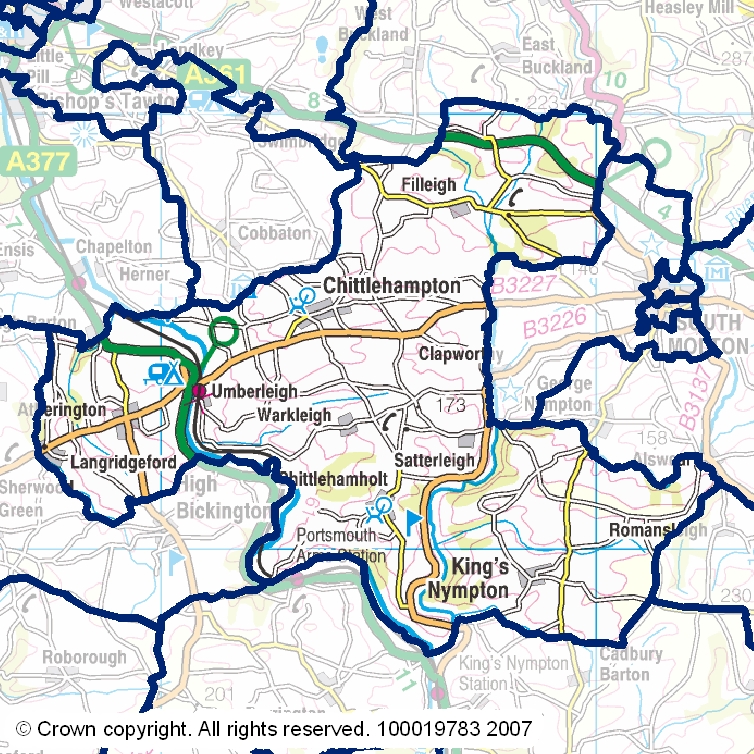 Westacott
West
Buckland
Heasley Mill
Landkey
East
Buckland
287
Little
Pill
A361
10
Bishop's Tawton
8
223
Swimbridge
A377
Filleigh
4
Ensis
Chapelton
Cobbaton
Herner
146
Chittlehampton
B3227
B3226
SOUTH
MOLTON
Clapworthy
George
Nympton
B3137
Umberleigh
Atherington
Warkleigh
173
158
Langridgeford
Satterleigh
Alswear
Sherwood
Green
High
Bickington
Chittlehamholt
Portsmouth
Arms Station
Romansleigh
King's
Nympton
230
Roborough
King's Nympton
Station
Cadbury
Barton
201
11
© Crown copyright. All rights reserved. 100019783 2007